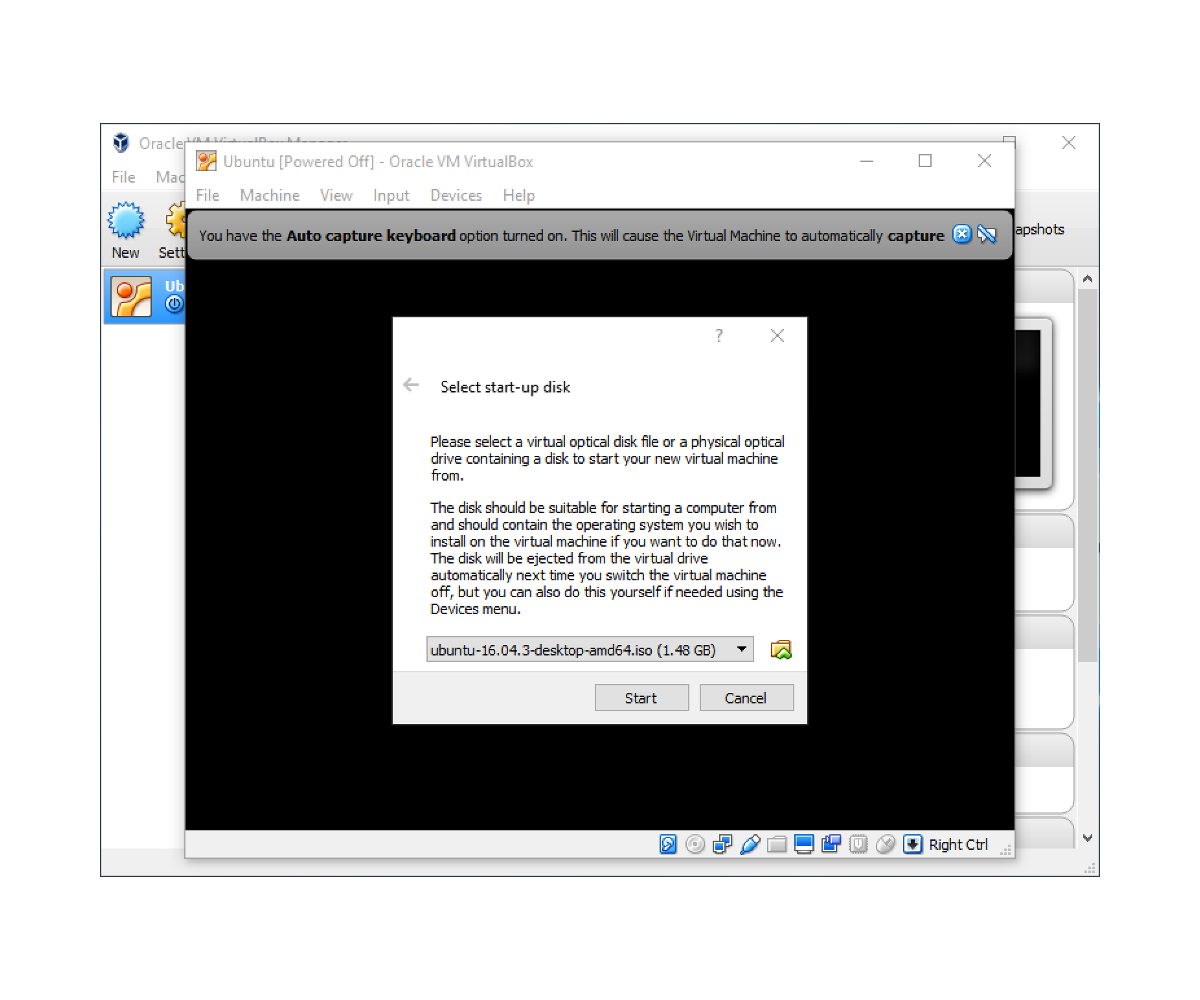 Oracle VM VirtualBox Manager
Ubuntu [Powered Off] - Oracle VM VirtualBox
File
File Machine View Input Devices Help
You have the Auto capture keyboard option turned on. This will cause the Virtual Machine to automatically capture
New
Select start-up disk
Please select a virtual optical disk file or a physical optical
drive containing a disk to start your new virtual machine
from.
The disk should be suitable for starting a computer from
and should contain the operating system you wish to
install on the virtual machine if you want to do that now.
The disk will be ejected from the virtual drive
automatically next time you switch the virtual machine
off, but you can also do this yourself if needed using the
Devices menu.
ubuntu-16.04.3-desktop-amd64.iso (1.48 GB)
Start Cancel
Right Ctrl